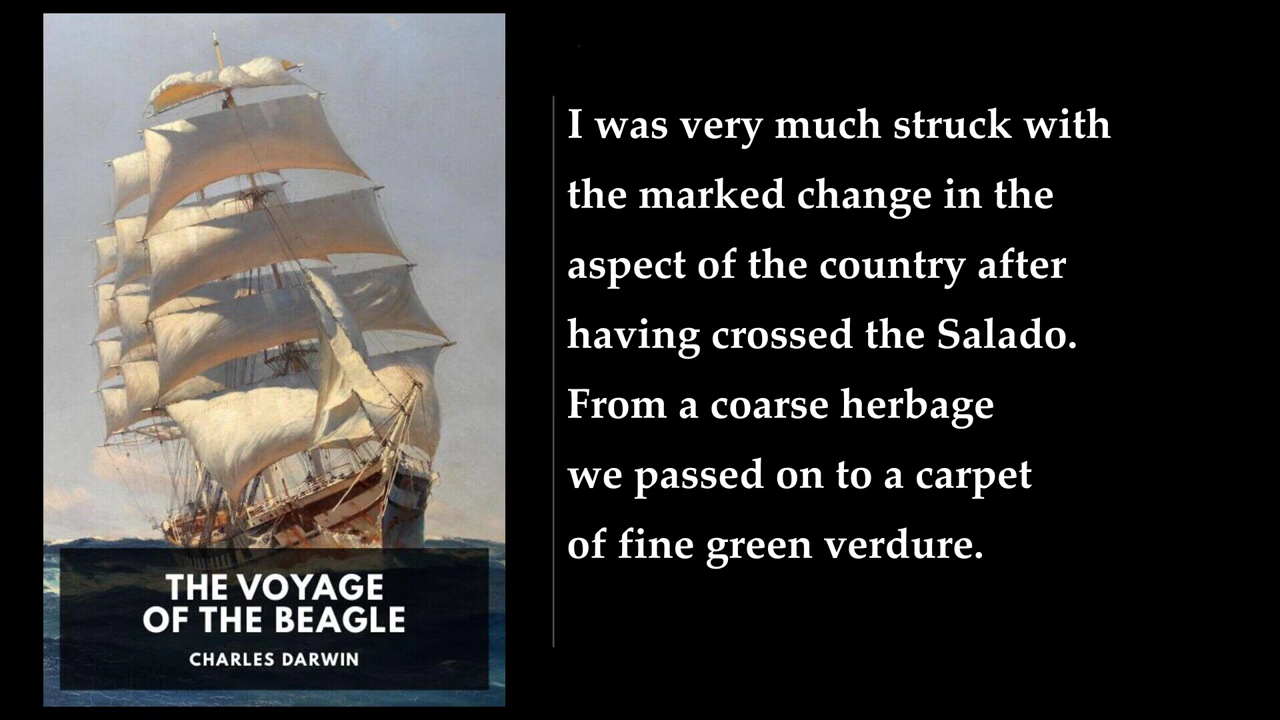 I was very much struck with
the marked change in the
aspect of the country after
having crossed the Salado.
From a coarse herbage
we passed on to a carpet
of fine green verdure.
THE VOYAGE
OF THE BEAGLE
CHARLES DARWIN